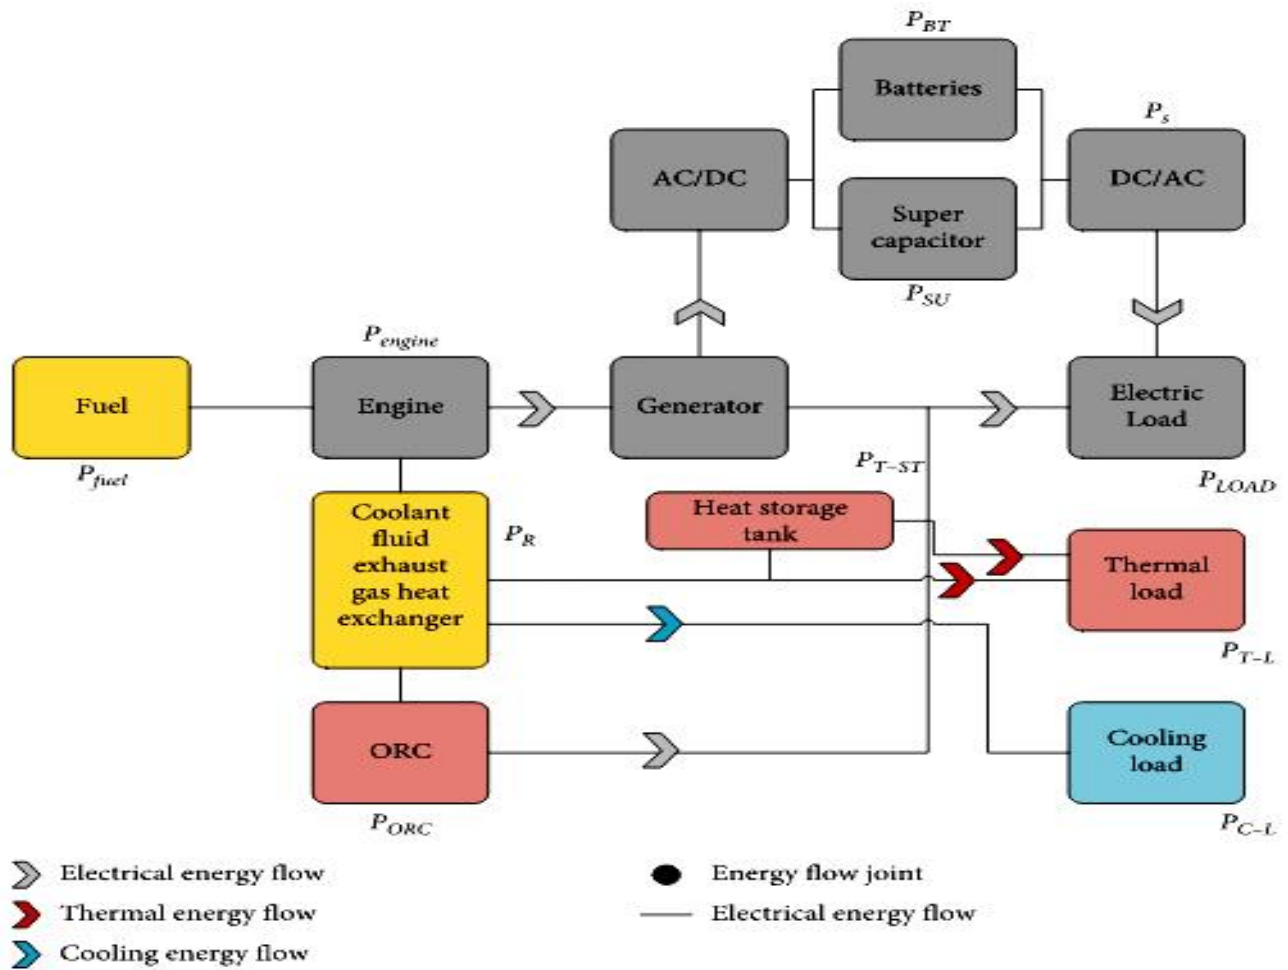 P_BT
Batteries
P_s
AC/DC
DC/AC
Super
capacitor
P_SU
P_engine
Fuel
Engine
Generator
Electric
Load
P_fuel
P_T-ST
P_LOAD
Coolant
fluid
exhaust
gas heat
exchanger
P_R
Heat storage
tank
Thermal
load
P_T-L
ORC
Cooling
load
P_ORC
P_C-L
Electrical energy flow
Energy flow joint
Thermal energy flow
Electrical energy flow
Cooling energy flow